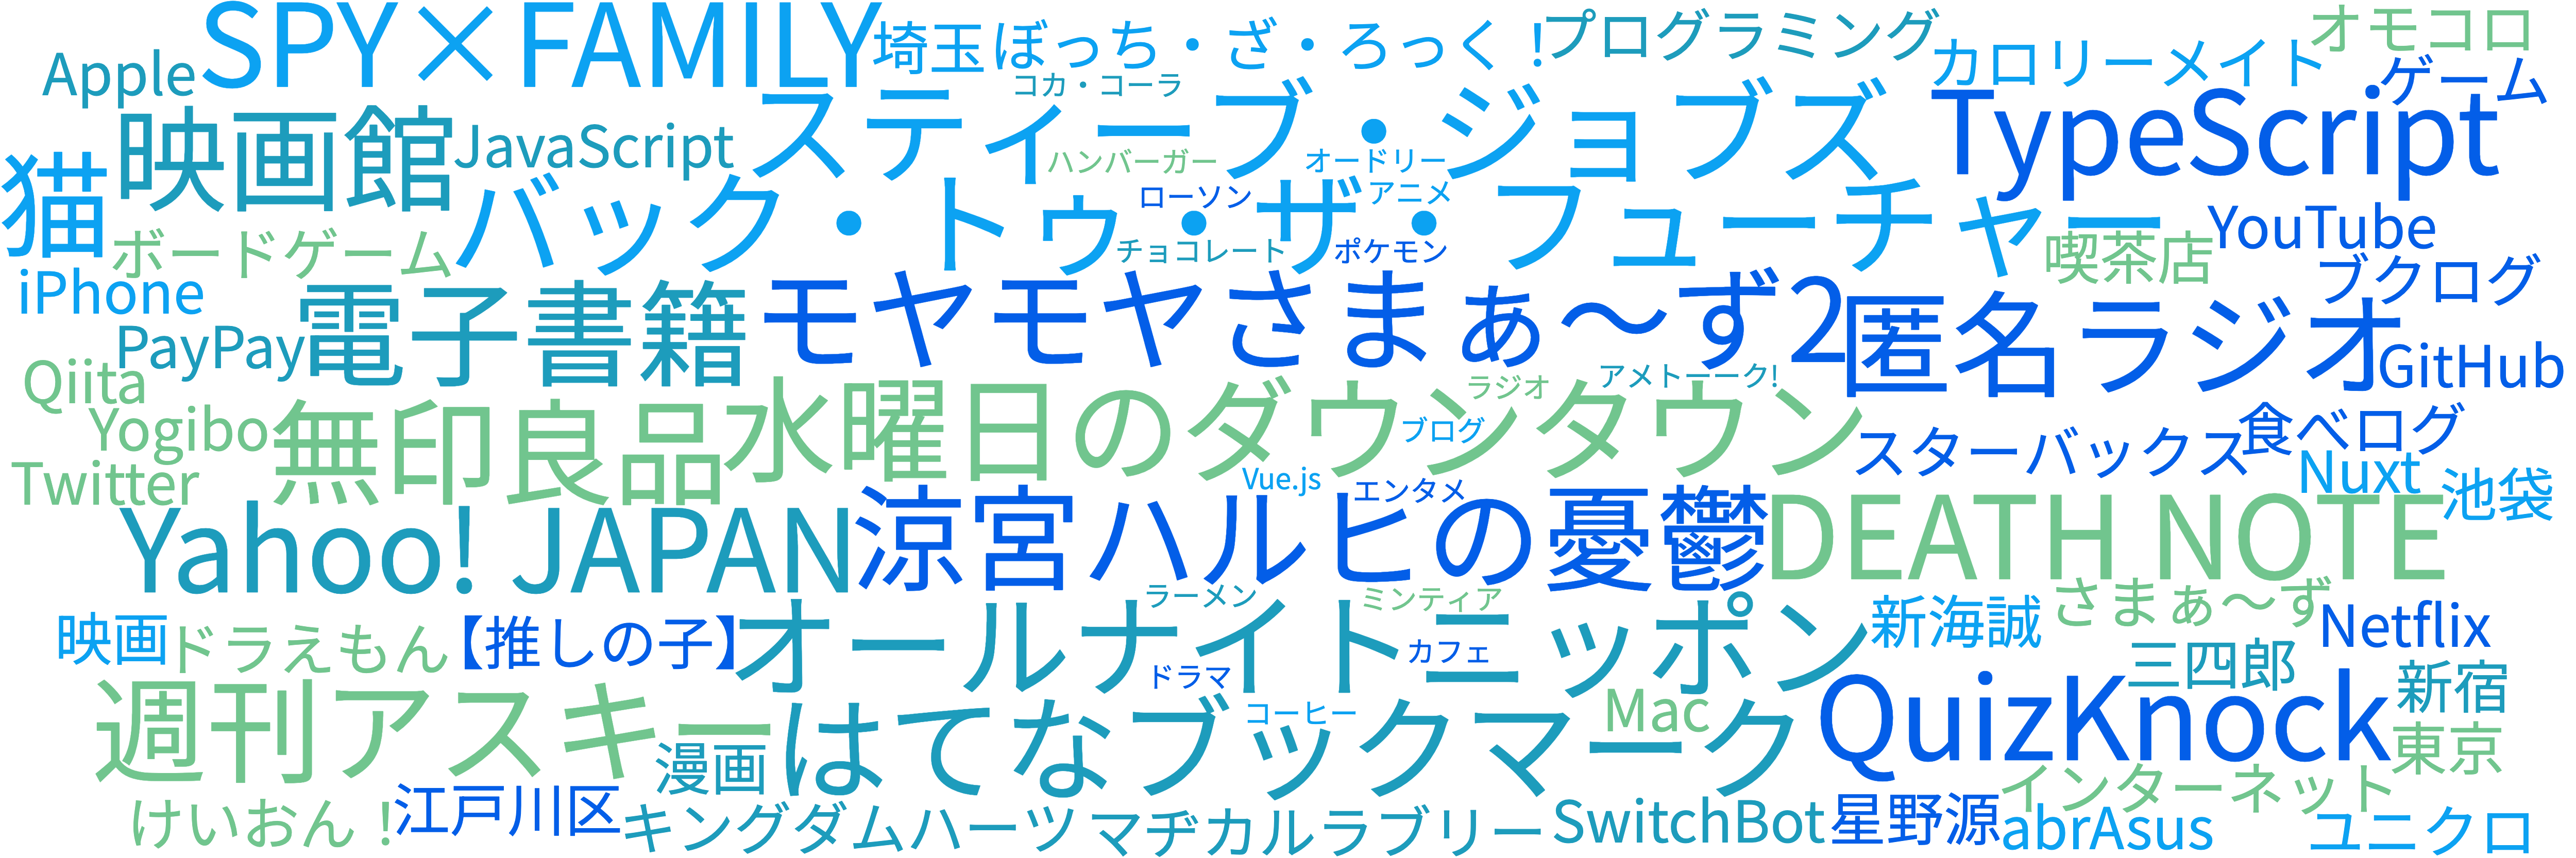 SPY×FAMILY
埼玉
ぼっち・ざ・ろっく！
プログラミング
オモコロ
カロリーメイト
ゲーム
Apple
コカ・コーラ
スティーブ・ジョブズ
TypeScript
映画館
JavaScript
猫
ハンバーガー
オードリー
バック・トゥ・ザ・フューチャー
ローソン
アニメ
YouTube
ボードゲーム
チョコレート
ポケモン
喫茶店
ブクログ
iPhone
電子書籍
モヤモヤさまぁ〜ず2
匿名ラジオ
PayPay
GitHub
Qiita
ラジオ
アメトーーク!
Yogibo
無印良品
水曜日のダウンタウン
ブログ
スターバックス
食べログ
Twitter
Vue.js
エンタメ
Nuxt
池袋
Yahoo! JAPAN
涼宮ハルヒの憂鬱
DEATH NOTE
ラーメン
ミンティア
さまぁ〜ず
映画
ドラえもん
【推しの子】
オールナイトニッポン
カフェ
新海誠
Netflix
ドラマ
三四郎
新宿
週刊アスキー
コーヒー
Mac
QuizKnock
漫画
はてなブックマーク
東京
インターネット
けいおん！
江戸川区
キングダムハーツ
マヂカルラブリー
SwitchBot
星野源
abrAsus
ユニクロ